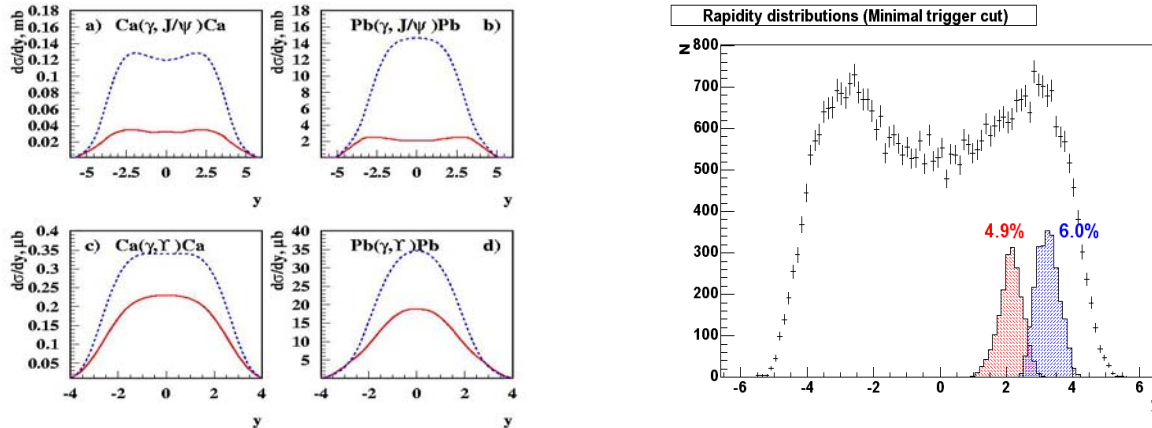 a) Ca(γ, J/ψ )Ca
dσ/dy, mb
0.18
0.16
0.14
0.12
0.1
0.08
0.06
0.04
0.02
-5 -2.5 0 2.5 5
y
Pb(γ, J/ψ )Pb b)
dσ/dy, mb
18
16
14
12
10
8
6
4
2
-5 -2.5 0 2.5 5
y
c) Ca(γ,ϒ )Ca
dσ/dy, μb
0.4
0.35
0.3
0.25
0.2
0.15
0.1
0.05
-4 -2 0 2 4
y
Pb(γ,ϒ )Pb d)
dσ/dy, μb
40
35
30
25
20
15
10
5
-4 -2 0 2 4
y
Rapidity distributions (Minimal trigger cut)
N
800
700
600
500
400
300
200
100
0
4.9% 6.0%
-6 -4 -2 0 2 4 6